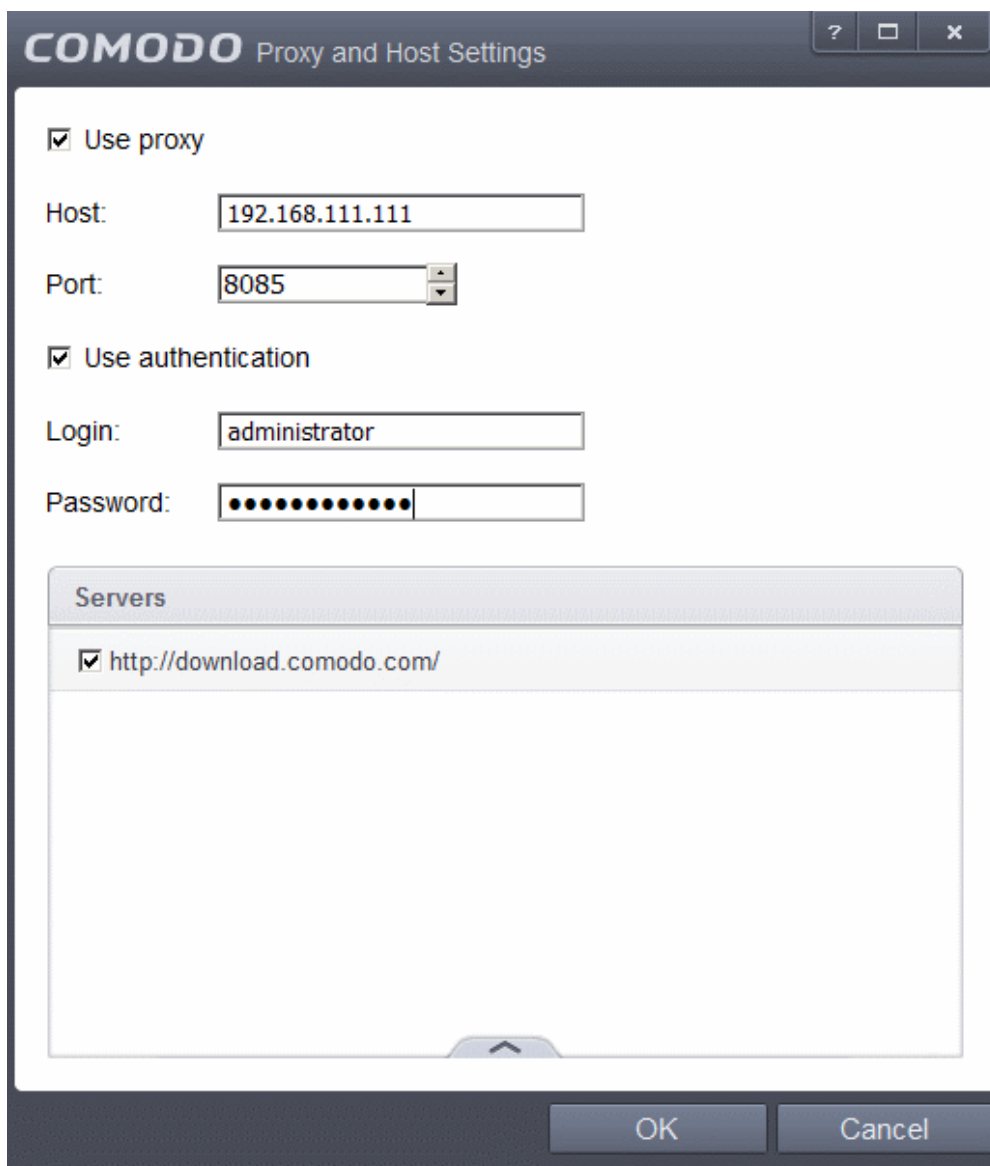 COMODO Proxy and Host Settings
Use proxy
Host: 192.168.111.111
Port: 8085
Use authentication
Login: administrator
Password: ●●●●●●●●●●●●
Servers
http://download.comodo.com/
OK Cancel